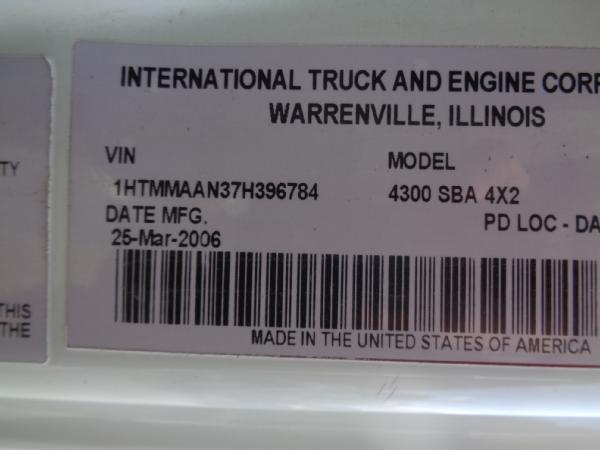 INTERNATIONAL TRUCK AND ENGINE CORP
WARRENVILLE, ILLINOIS
VIN MODEL
1HTMMAAN37H396784 4300 SBA 4X2
DATE MFG. PD LOC - DA
25-Mar-2006
MADE IN THE UNITED STATES OF AMERICA
TY
THIS
THE